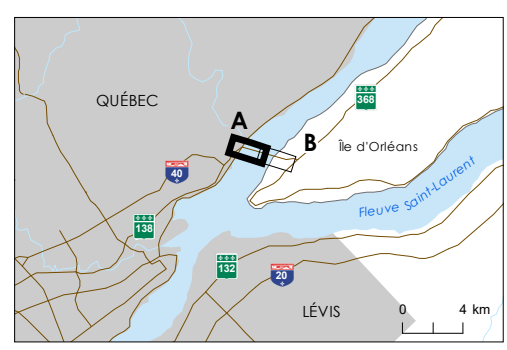 QUÉBEC
368
A
B
Île d'Orléans
40
Fleuve Saint-Laurent
138
132
20
LÉVIS
0 4 km